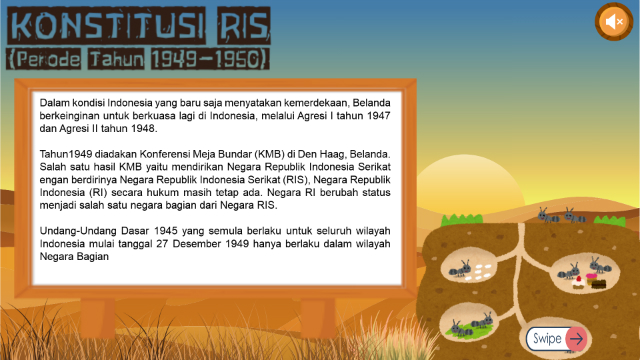 KONSTITUSI RIS
(Periode Tahun 1949-1950)
Dalam kondisi Indonesia yang baru saja menyatakan kemerdekaan, Belanda
berkeinginan untuk berkuasa lagi di Indonesia, melalui Agresi I tahun 1947
dan Agresi II tahun 1948.
Tahun1949 diadakan Konferensi Meja Bundar (KMB) di Den Haag, Belanda.
Salah satu hasil KMB yaitu mendirikan Negara Republik Indonesia Serikat
engan berdirinya Negara Republik Indonesia Serikat (RIS), Negara Republik
Indonesia (RI) secara hukum masih tetap ada. Negara RI berubah status
menjadi salah satu negara bagian dari Negara RIS.
Undang-Undang Dasar 1945 yang semula berlaku untuk seluruh wilayah
Indonesia mulai tanggal 27 Desember 1949 hanya berlaku dalam wilayah
Negara Bagian
Swipe